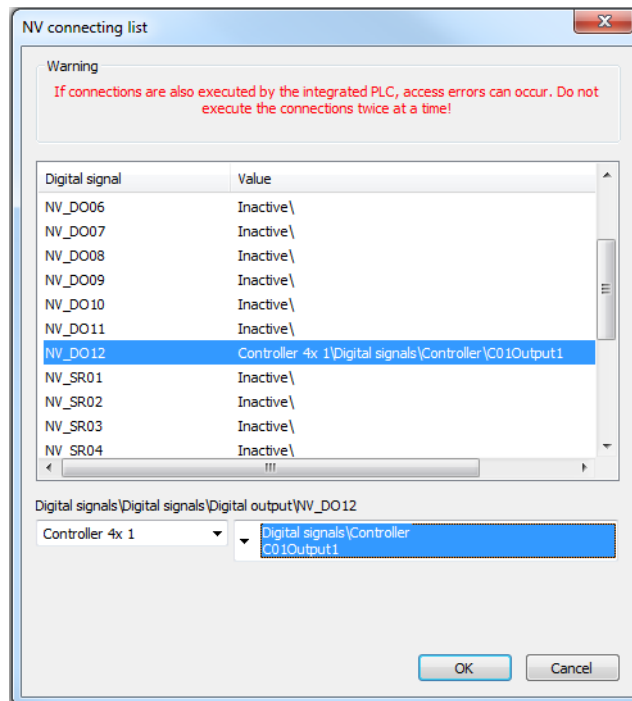 NV connecting list
Warning
If connections are also executed by the integrated PLC, access errors can occur. Do not
execute the connections twice at a time!
Digital signal Value
NV_DO06 Inactive\
NV_DO07 Inactive\
NV_DO08 Inactive\
NV_DO09 Inactive\
NV_DO10 Inactive\
NV_DO11 Inactive\
NV_DO12 Controller 4x 1\Digital signals\Controller\C01Output1
NV_SR01 Inactive\
NV_SR02 Inactive\
NV_SR03 Inactive\
NV_SR04 Inactive\
Digital signals\Digital signals\Digital output\NV_DO12
Controller 4x 1 Digital signals\Controller
C01Output1
OK Cancel